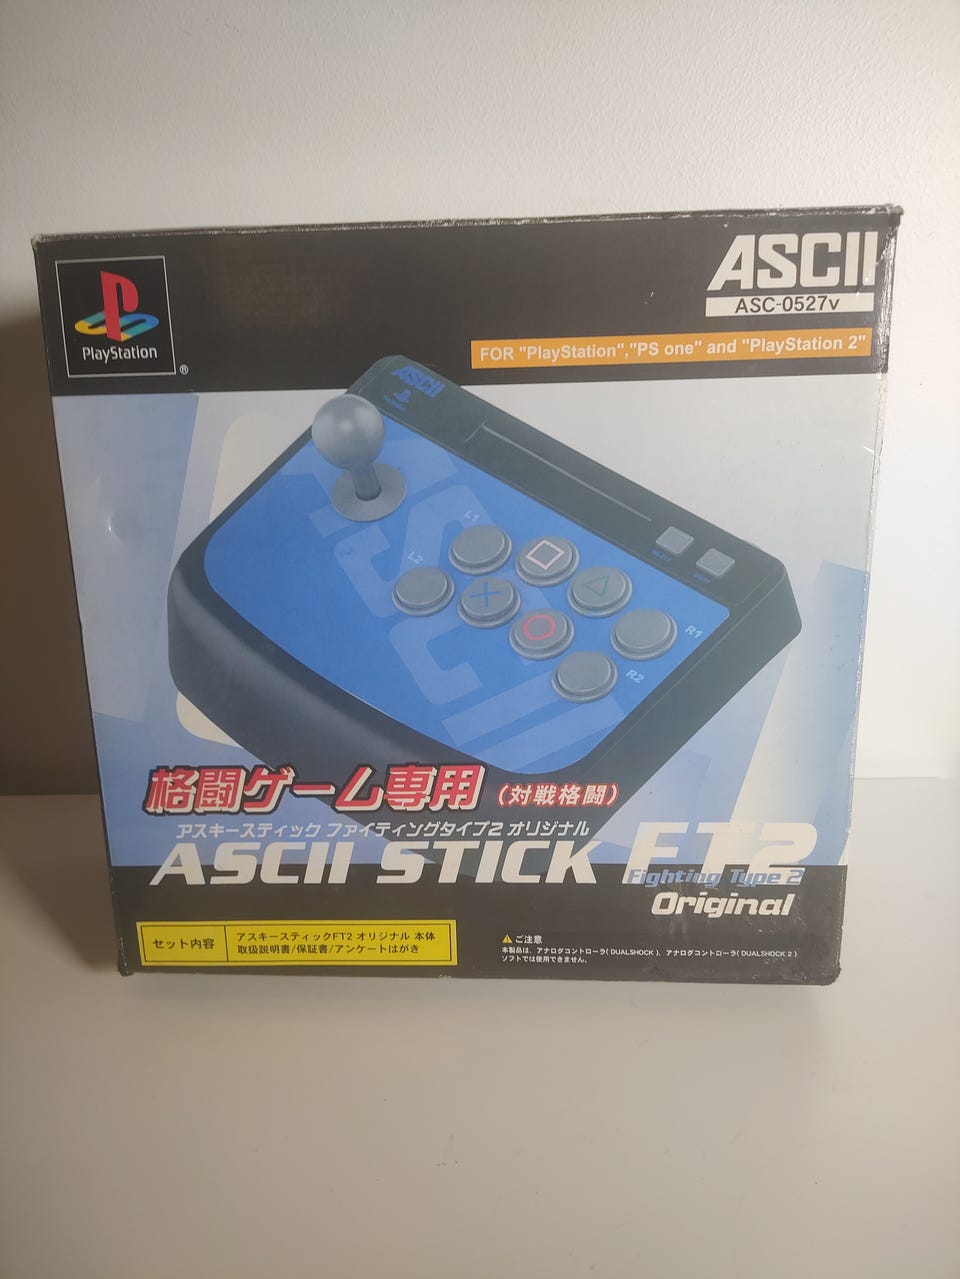 PlayStation
®
ASCII
ASC-0527v
FOR "PlayStation","PS one" and "PlayStation 2"
ASCII
L1
L2
R1
R2
SELECT
START
ASCII
格闘ゲーム専用(対戦格闘)
アスキースティック ファイティングタイプ2 オリジナル
ASCII STICK FT2
Fighting Type 2
Original
セット内容
アスキースティックFT2 オリジナル 本体
取扱説明書/保証書/アンケートはがき
ご注意
本製品は、アナログコントローラ(DUALSHOCK)、アナログコントローラ(DUALSHOCK 2)
ソフトでは使用できません。